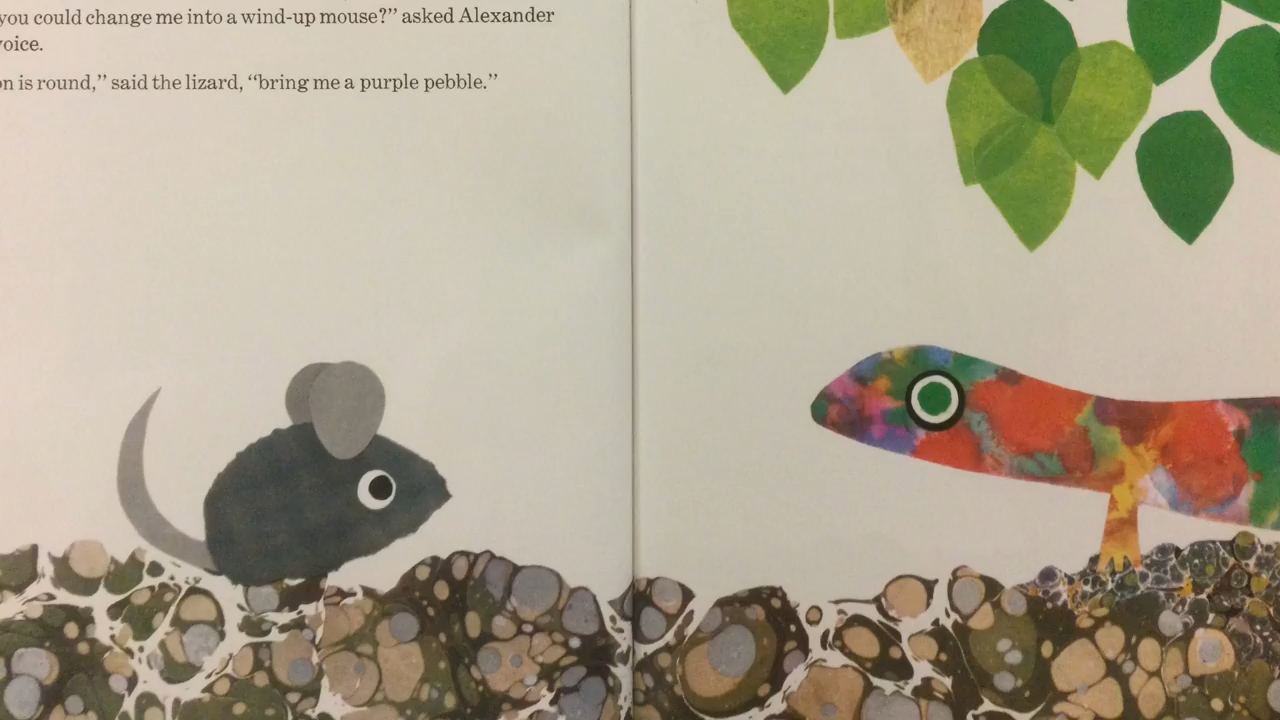 you could change me into a wind-up mouse?” asked Alexander
voice.
on is round,” said the lizard, “bring me a purple pebble.”